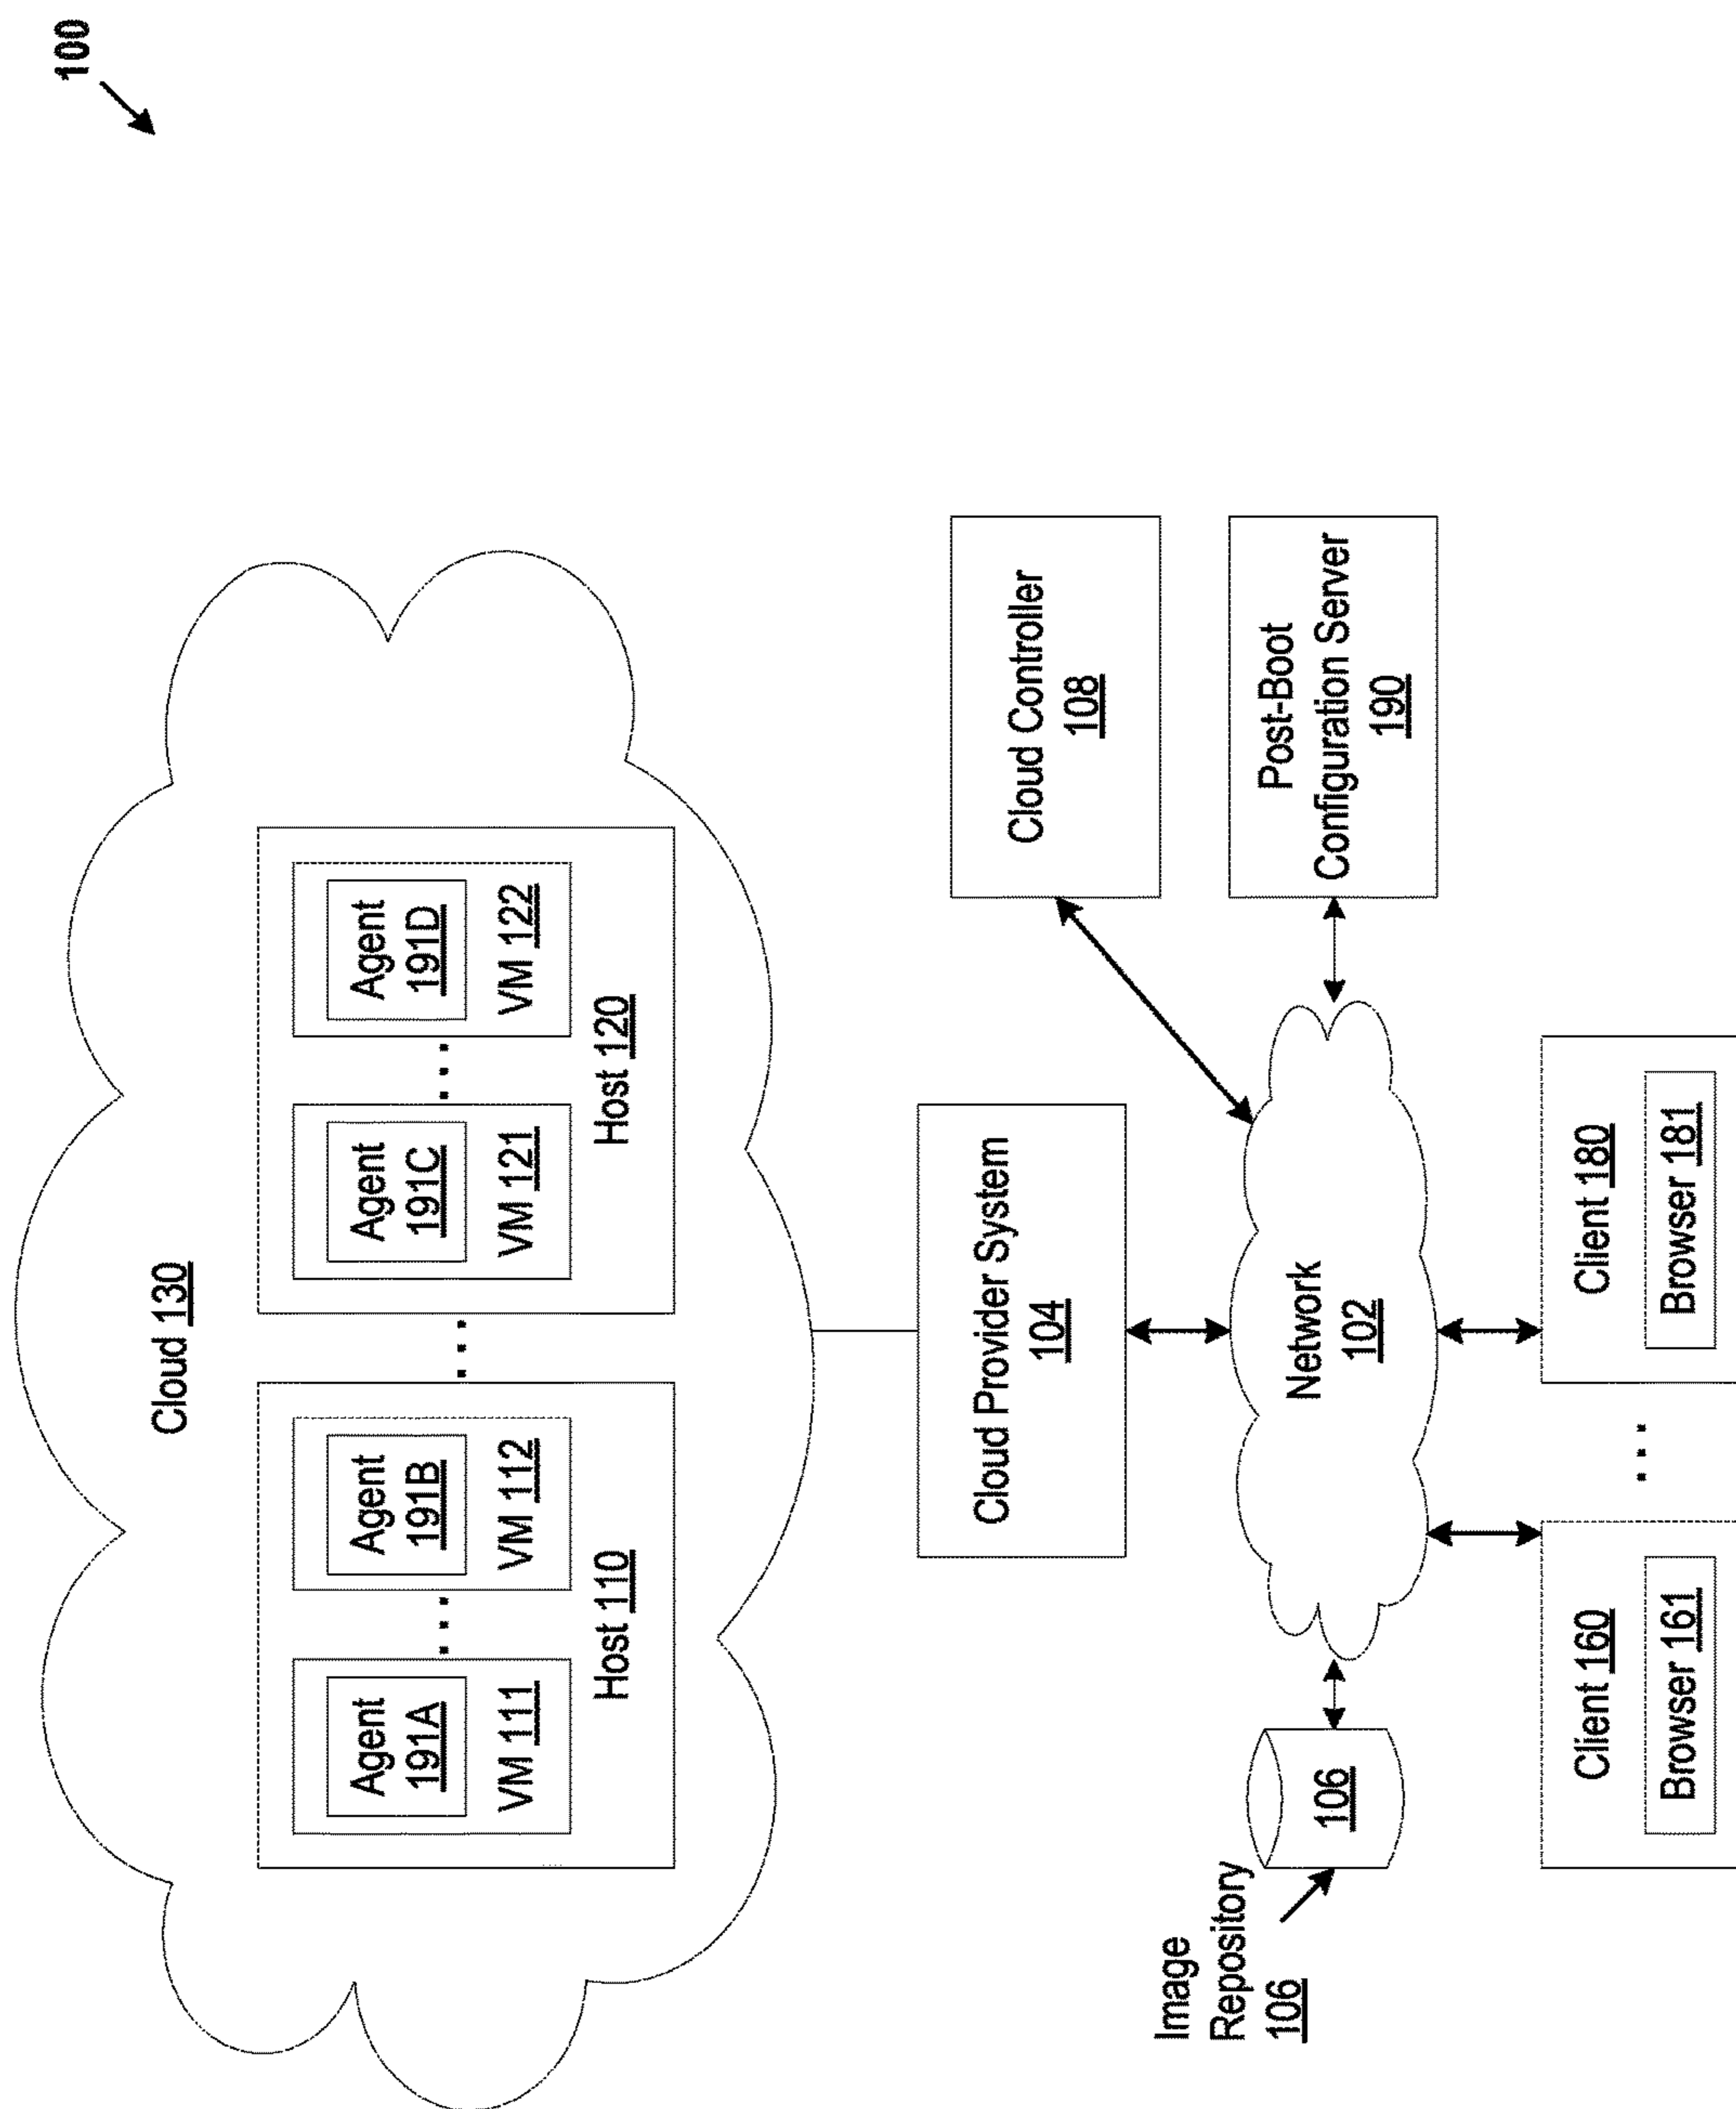 100
Cloud 130
Agent
191A
VM 111
Agent
191B
VM 112
Host 110
Agent
191C
VM 121
Agent
191D
VM 122
Host 120
Cloud Provider System
104
Cloud Controller
108
Image
Repository
106
106
Network
102
Post-Boot
Configuration Server
190
Client 160
Browser 161
Client 180
Browser 181